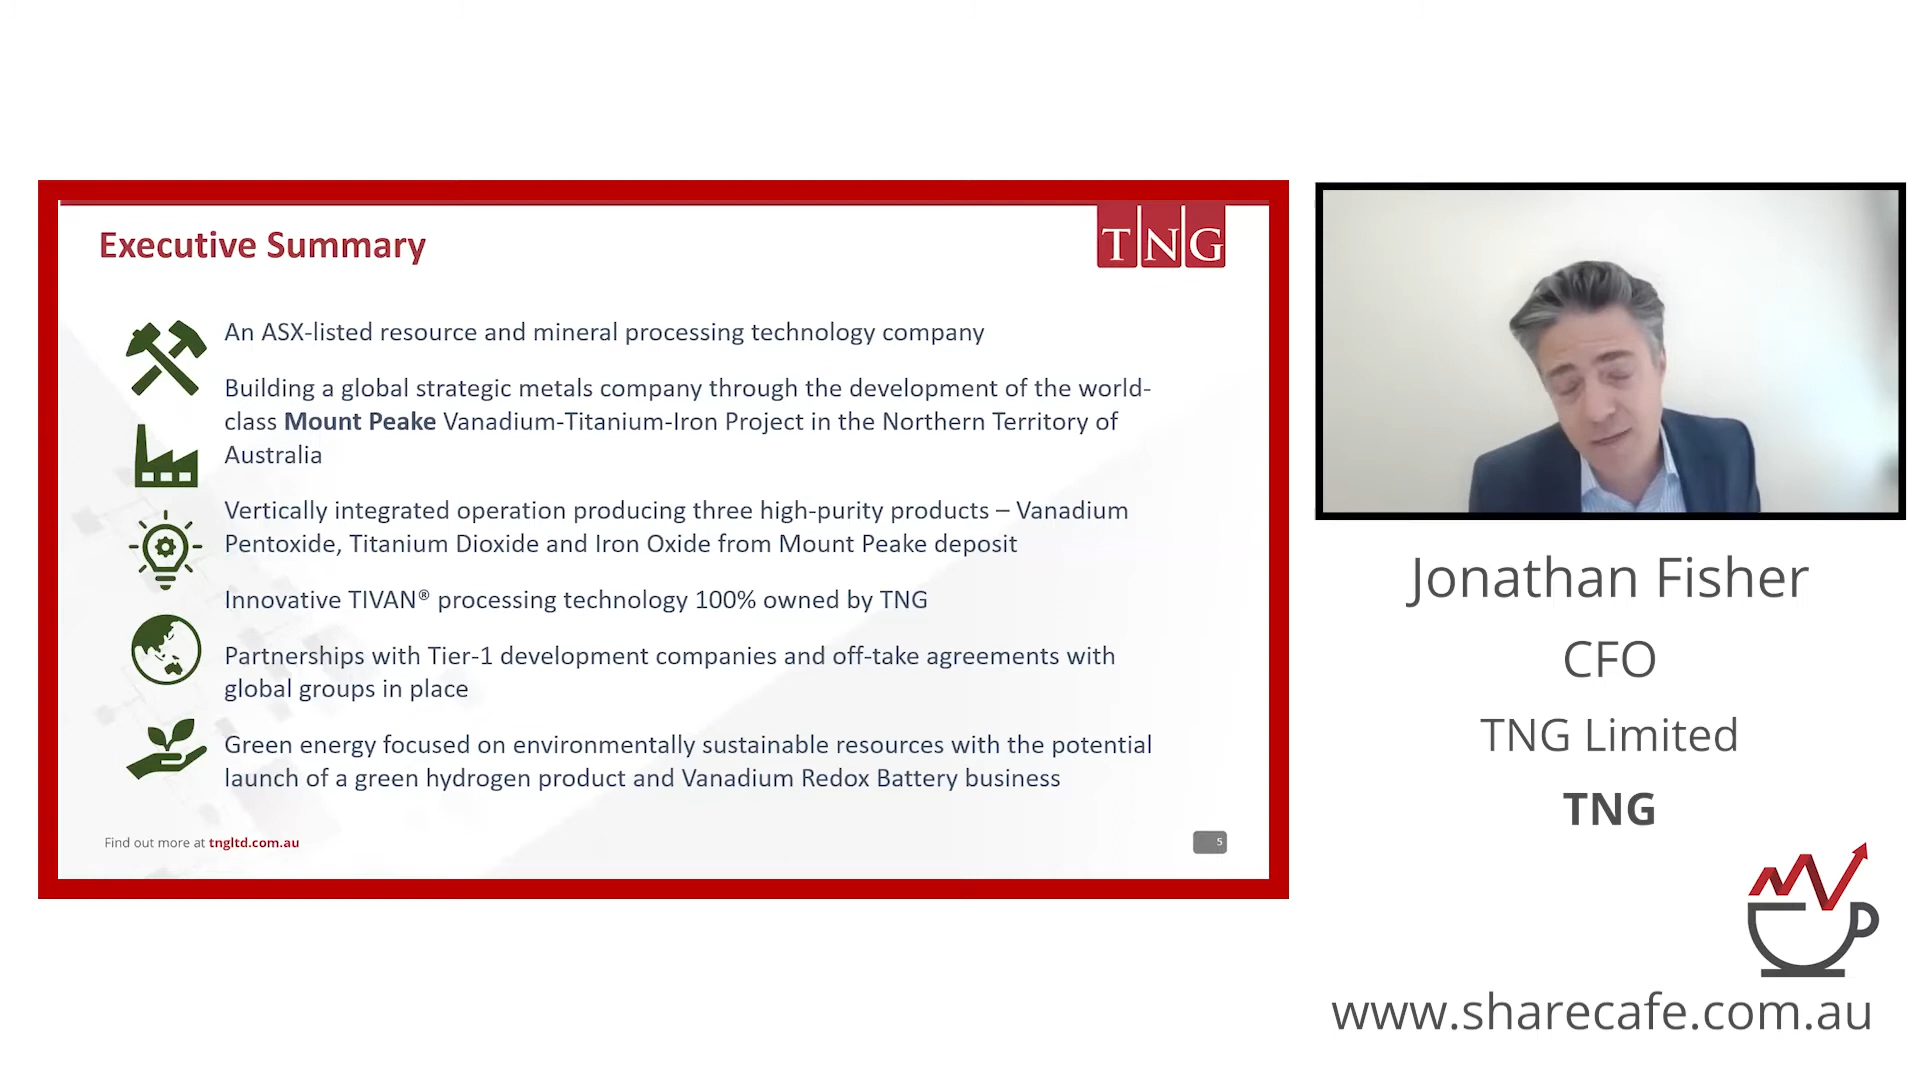 Executive Summary
TNG
An ASX-listed resource and mineral processing technology company
Building a global strategic metals company through the development of the world-
class Mount Peake Vanadium-Titanium-Iron Project in the Northern Territory of
Australia
Vertically integrated operation producing three high-purity products – Vanadium
Pentoxide, Titanium Dioxide and Iron Oxide from Mount Peake deposit
Innovative TIVAN® processing technology 100% owned by TNG
Partnerships with Tier-1 development companies and off-take agreements with
global groups in place
Green energy focused on environmentally sustainable resources with the potential
launch of a green hydrogen product and Vanadium Redox Battery business
Find out more at tngltd.com.au
5
Jonathan Fisher
CFO
TNG Limited
TNG
www.sharecafe.com.au